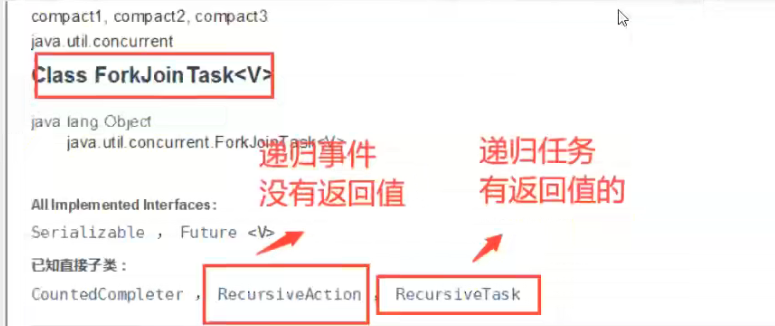 compact1, compact2, compact3
java.util.concurrent
Class ForkJoinTask<V>
java lang Object
java.util.concurrent.ForkJoinTask<V>
递归事件
没有返回值
递归任务
有返回值的
All Implemented Interfaces:
Serializable , Future <V>
已知直接子类:
CountedCompleter , RecursiveAction , RecursiveTask